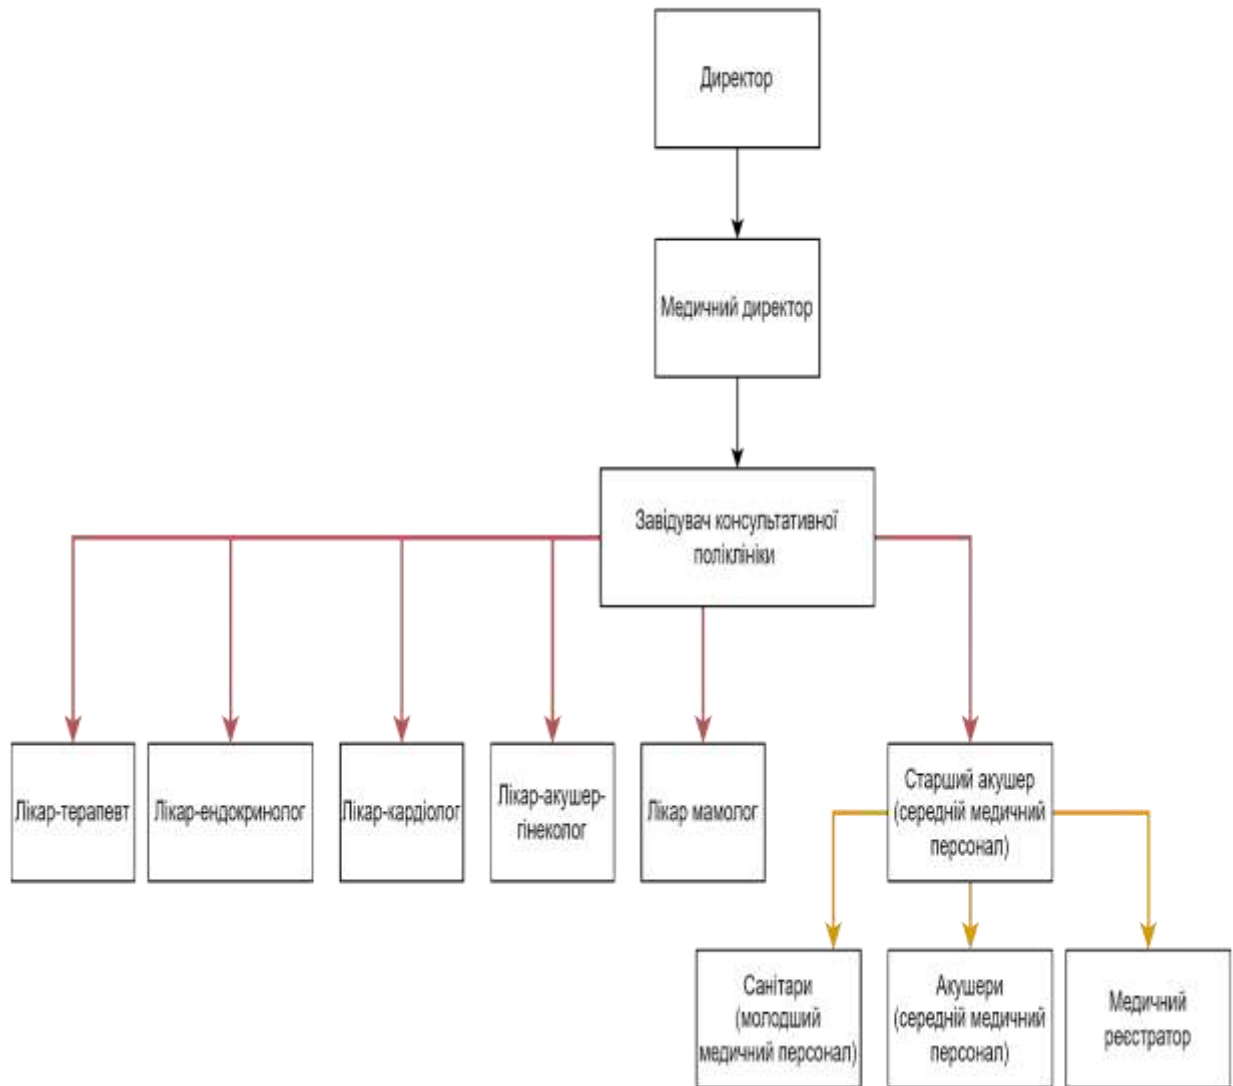 Директор
Медичний директор
Завідувач консультативної
поліклініки
Лікар-терапевт
Лікар-ендокринолог
Лікар-кардіолог
Лікар-акушер-
гінеколог
Лікар мамолог
Старший акушер
(середній медичний
персонал)
Санітари
(молодший
медичний персонал)
Акушери
(середній медичний
персонал)
Медичний
реєстратор